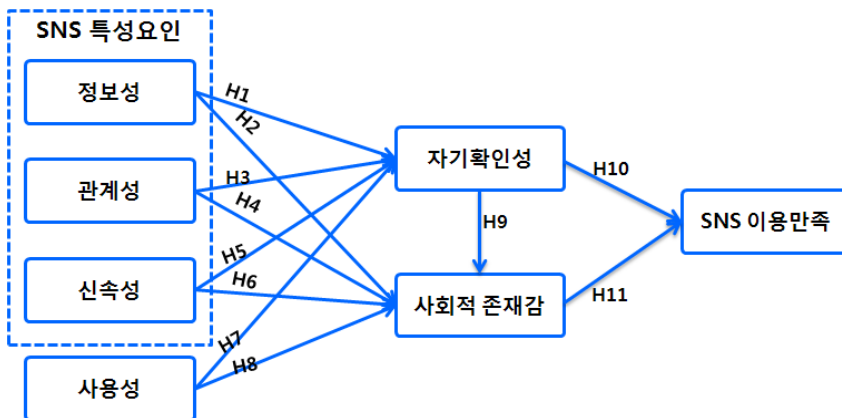 SNS 특성요인
정보성
관계성
신속성
사용성
H1
H2
H3
H4
H5
H6
H7
H8
자기확인성
H9
사회적 존재감
H10
H11
SNS 이용만족